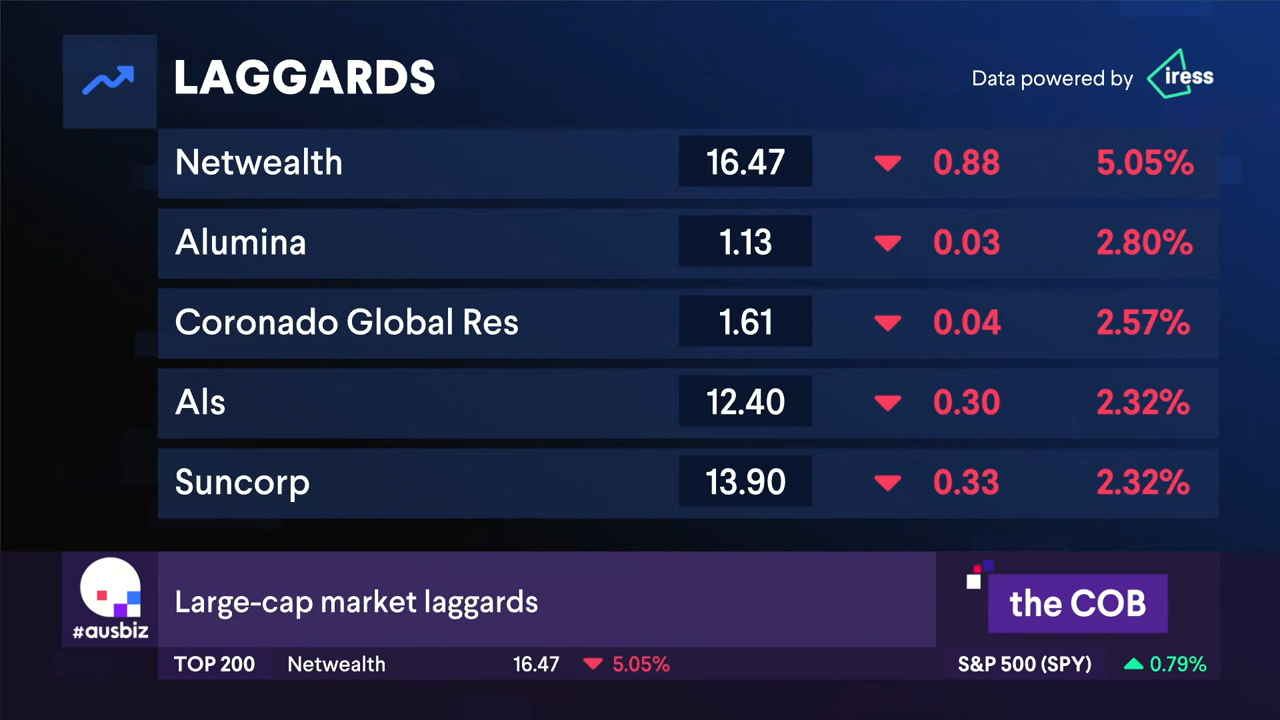 LAGGARDS
Data powered by iress
Netwealth 16.47 ▼ 0.88 5.05%
Alumina 1.13 ▼ 0.03 2.80%
Coronado Global Res 1.61 ▼ 0.04 2.57%
Als 12.40 ▼ 0.30 2.32%
Suncorp 13.90 ▼ 0.33 2.32%
Large-cap market laggards
the COB
#ausbiz
TOP 200 Netwealth 16.47 ▼ 5.05% S&P 500 (SPY) ▲ 0.79%